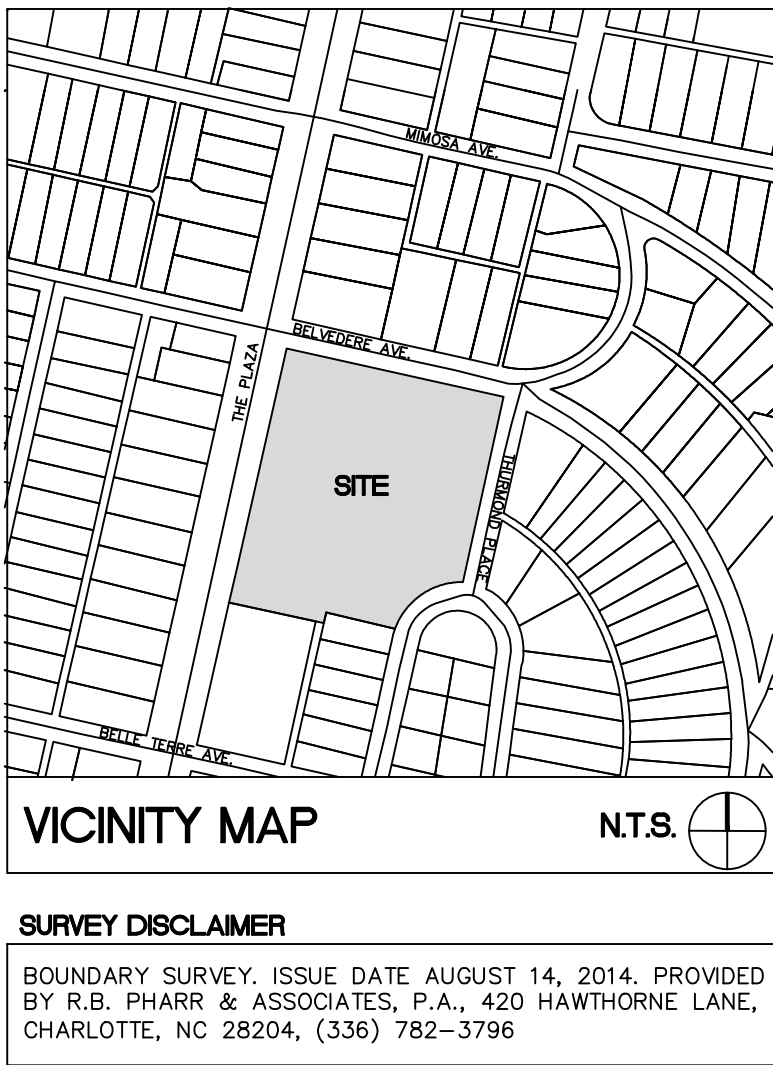 MIMOSA AVE.
BELVEDERE AVE.
THE PLAZA
SITE
THURMOND PLACE
BELLE TERRE AVE.
VICINITY MAP
N.T.S.
SURVEY DISCLAIMER
BOUNDARY SURVEY. ISSUE DATE AUGUST 14, 2014. PROVIDED
BY R.B. PHARR & ASSOCIATES, P.A., 420 HAWTHORNE LANE,
CHARLOTTE, NC 28204, (336) 782–3796